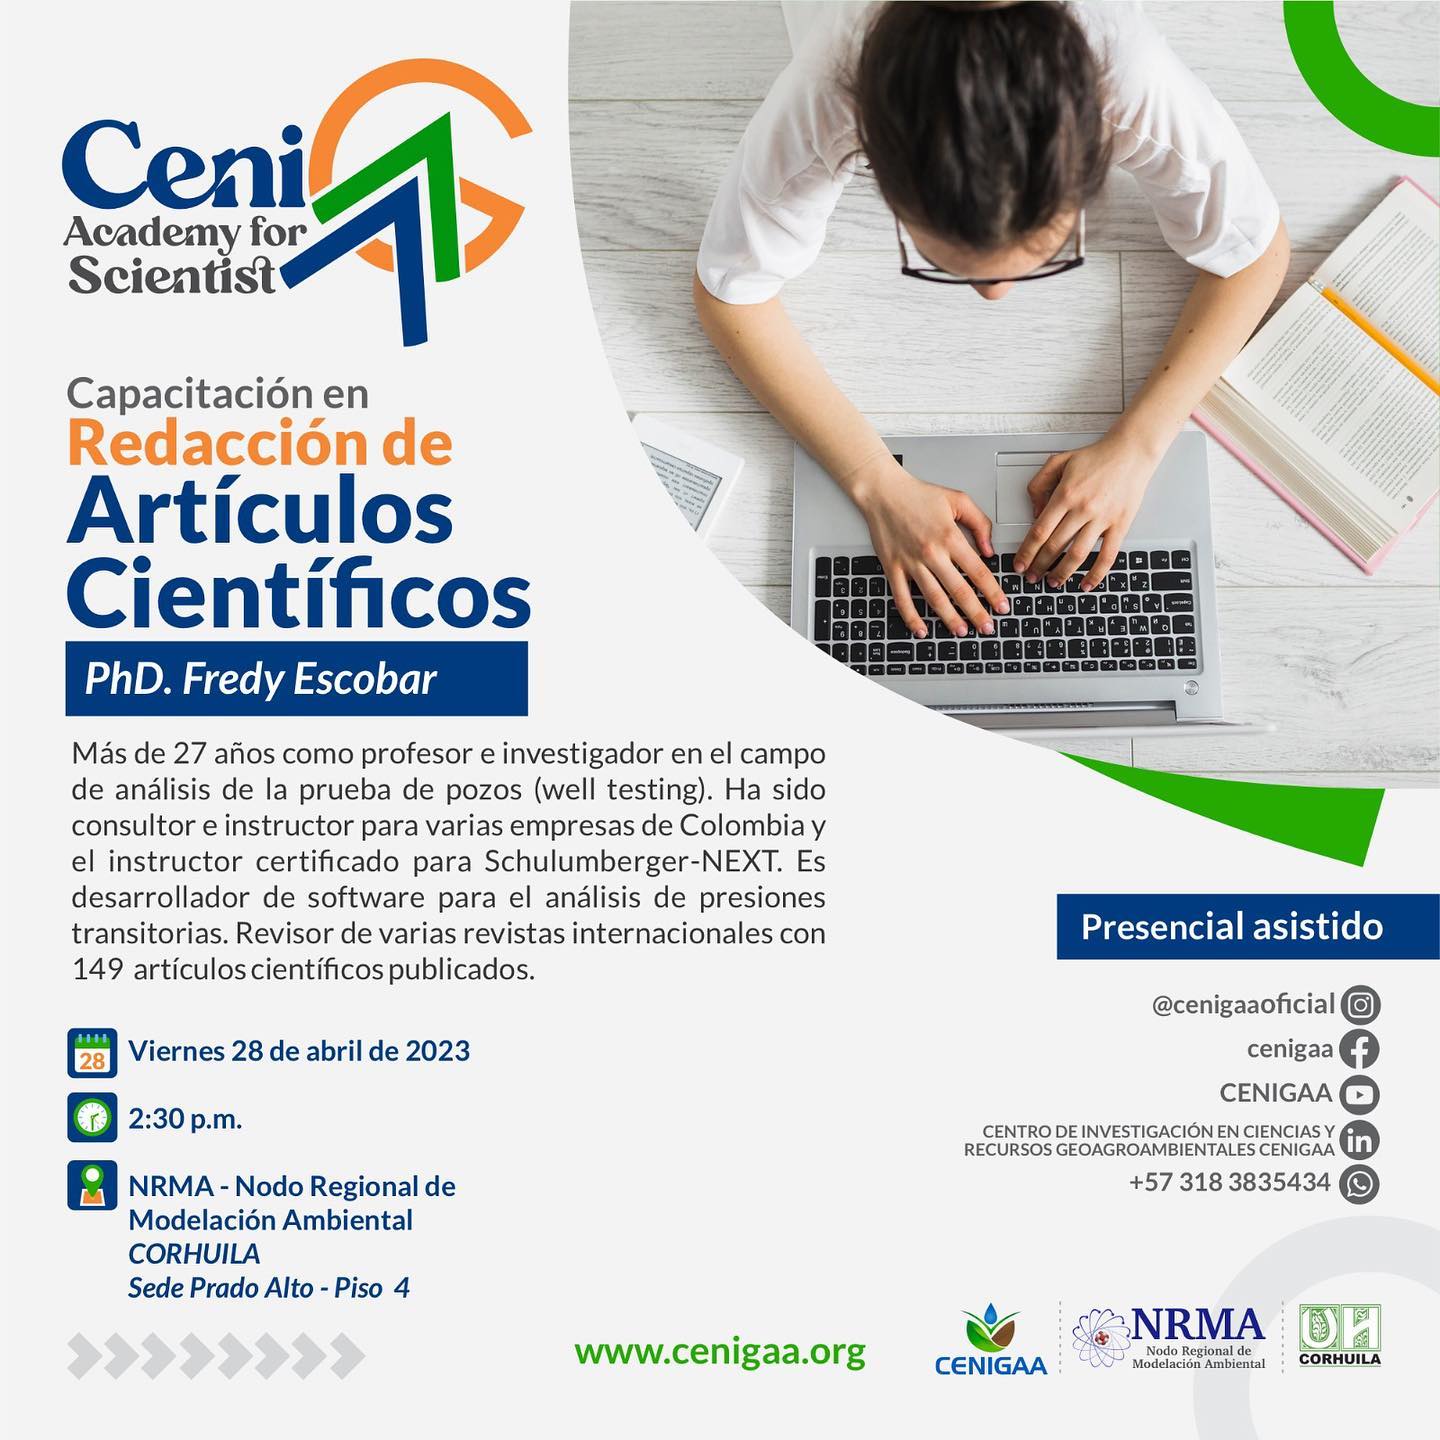 Ceni
Academy for
Scientist
Capacitación en
Redacción de
Artículos
Científicos
PhD. Fredy Escobar
Más de 27 años como profesor e investigador en el campo
de análisis de la prueba de pozos (well testing). Ha sido
consultor e instructor para varias empresas de Colombia y
el instructor certificado para Schulumberger-NEXT. Es
desarrollador de software para el análisis de presiones
transitorias. Revisor de varias revistas internacionales con
149 artículos científicos publicados.
28
Viernes 28 de abril de 2023
2:30 p.m.
NRMA - Nodo Regional de
Modelación Ambiental
CORHUILA
Sede Prado Alto - Piso 4
Presencial asistido
@cenigaaoficial
cenigaa
CENIGAA
CENTRO DE INVESTIGACIÓN EN CIENCIAS Y
RECURSOS GEOAGROAMBIENTALES CENIGAA
+57 318 3835434
www.cenigaa.org
CENIGAA
NRMA
Nodo Regional de
Modelación Ambiental
CORHUILA